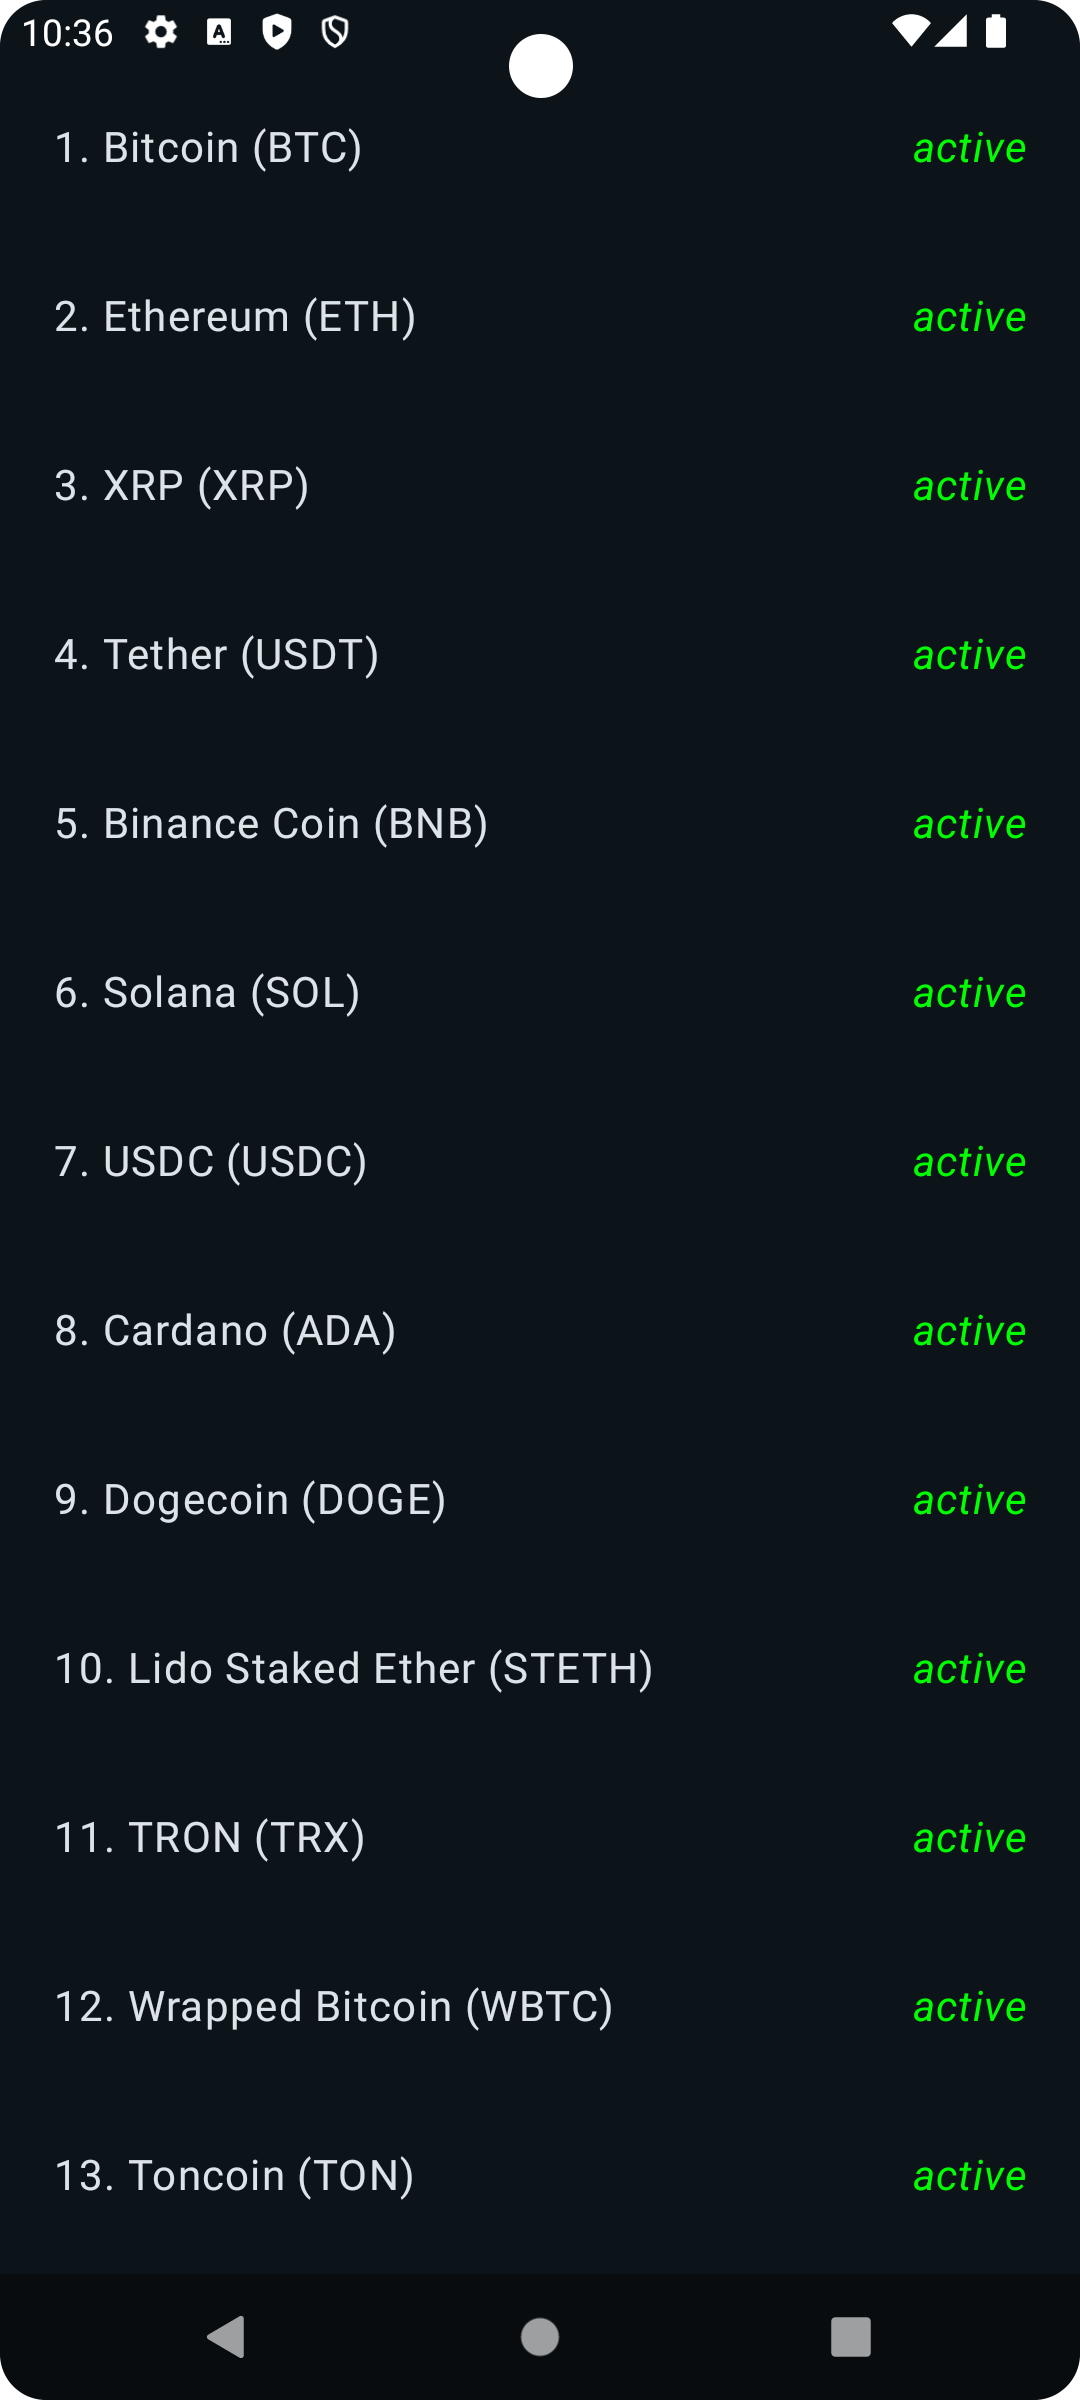 10:36
1. Bitcoin (BTC) active
2. Ethereum (ETH) active
3. XRP (XRP) active
4. Tether (USDT) active
5. Binance Coin (BNB) active
6. Solana (SOL) active
7. USDC (USDC) active
8. Cardano (ADA) active
9. Dogecoin (DOGE) active
10. Lido Staked Ether (STETH) active
11. TRON (TRX) active
12. Wrapped Bitcoin (WBTC) active
13. Toncoin (TON) active